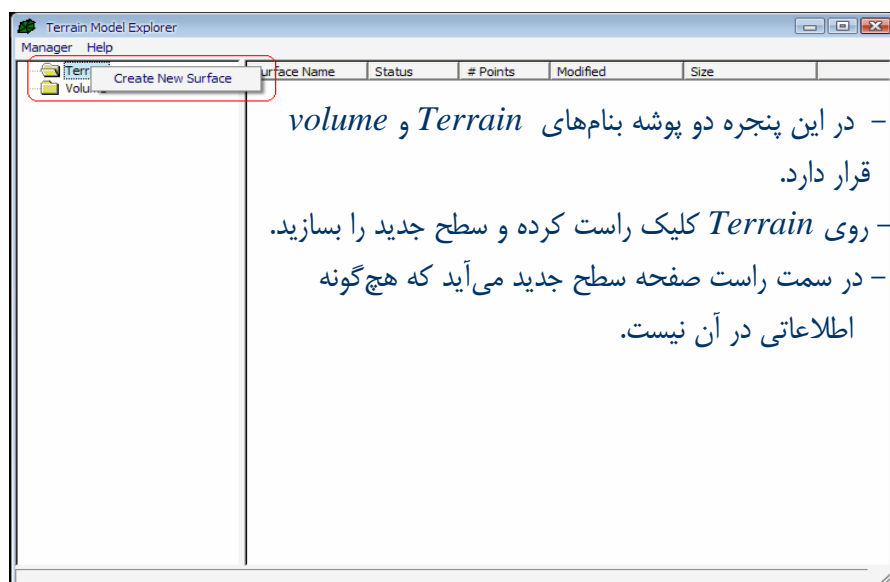 Terrain Model Explorer
Manager Help
Create New Surface
Surface Name Status # Points Modified Size
– در این پنجره دو پوشه بنام‌های Terrain و volume
قرار دارد.
– روی Terrain کلیک راست کرده و سطح جدید را بسازید.
– در سمت راست صفحه سطح جدید می‌آید که هچ‌گونه
اطلاعاتی در آن نیست.